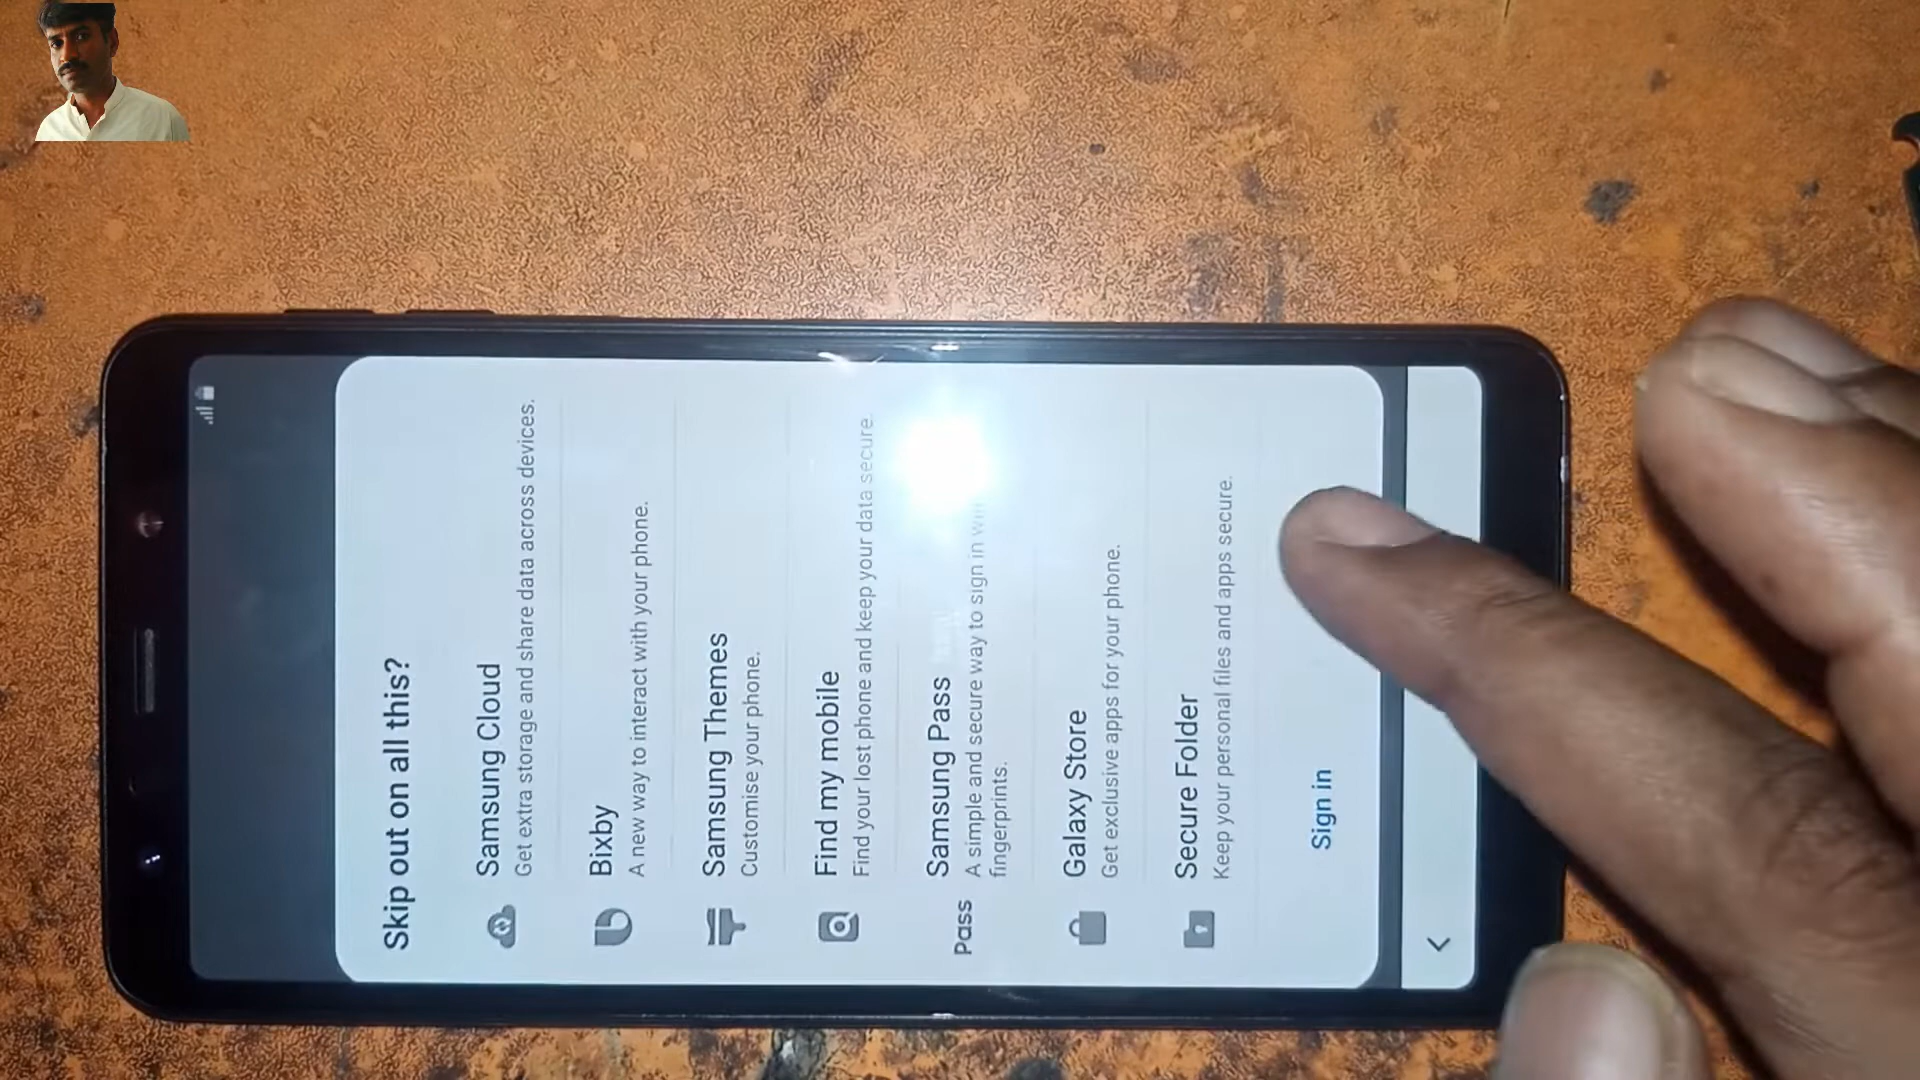 Skip out on all this?
Samsung Cloud
Get extra storage and share data across devices.
Bixby
A new way to interact with your phone.
Samsung Themes
Customise your phone.
Find my mobile
Find your lost phone and keep your data secure.
Pass
Samsung Pass
A simple and secure way to sign in with
fingerprints.
Galaxy Store
Get exclusive apps for your phone.
Secure Folder
Keep your personal files and apps secure.
Sign in